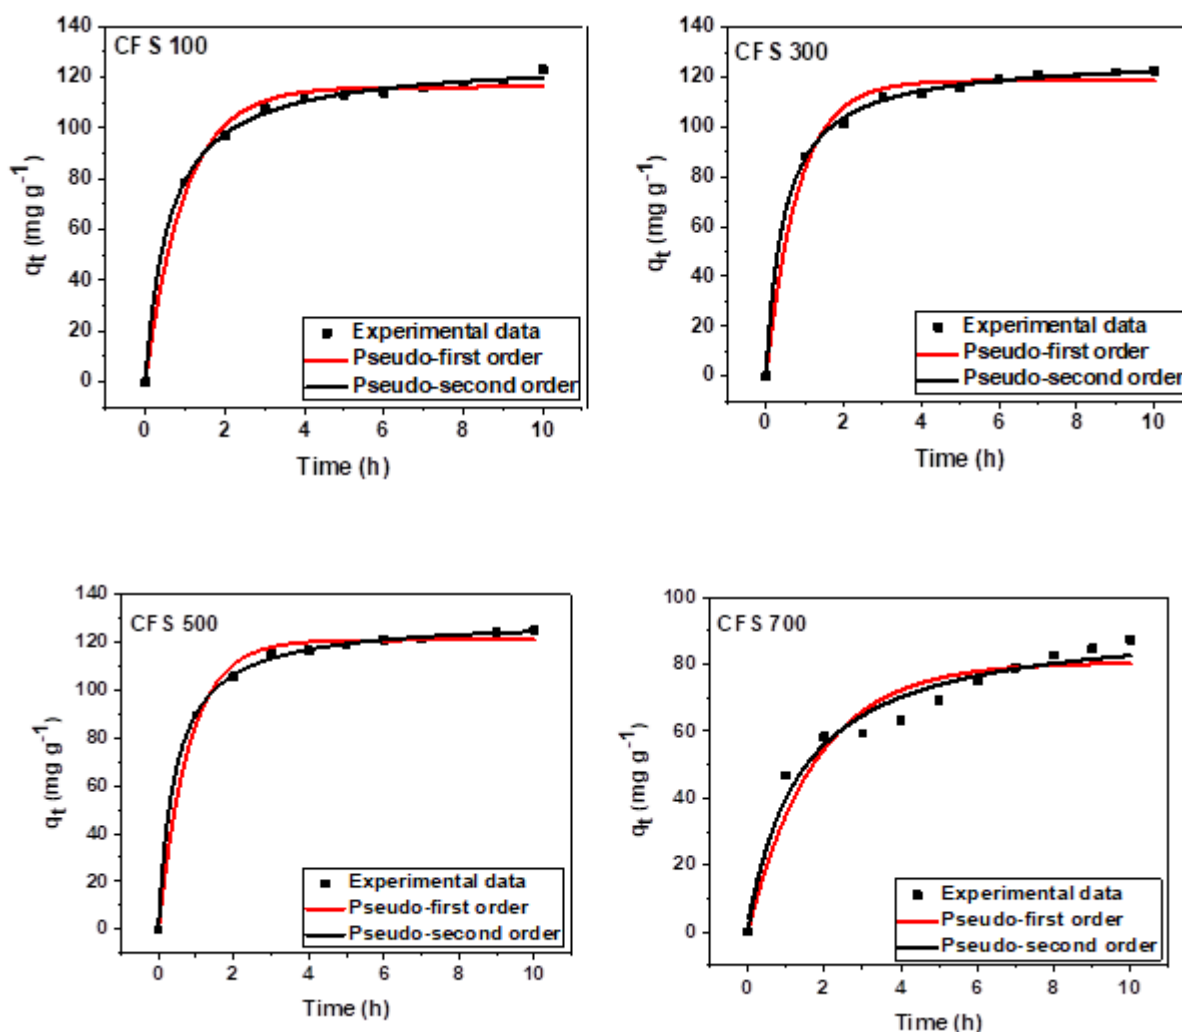 CFS 100
140
120
100
80
60
40
20
0
q_t (mg g⁻¹)
Experimental data
Pseudo-first order
Pseudo-second order
0 2 4 6 8 10
Time (h)
CFS 300
140
120
100
80
60
40
20
0
q_t (mg g⁻¹)
Experimental data
Pseudo-first order
Pseudo-second order
0 2 4 6 8 10
Time (h)
CFS 500
140
120
100
80
60
40
20
0
q_t (mg g⁻¹)
Experimental data
Pseudo-first order
Pseudo-second order
0 2 4 6 8 10
Time (h)
CFS 700
100
80
60
40
20
0
q_t (mg g⁻¹)
Experimental data
Pseudo-first order
Pseudo-second order
0 2 4 6 8 10
Time (h)